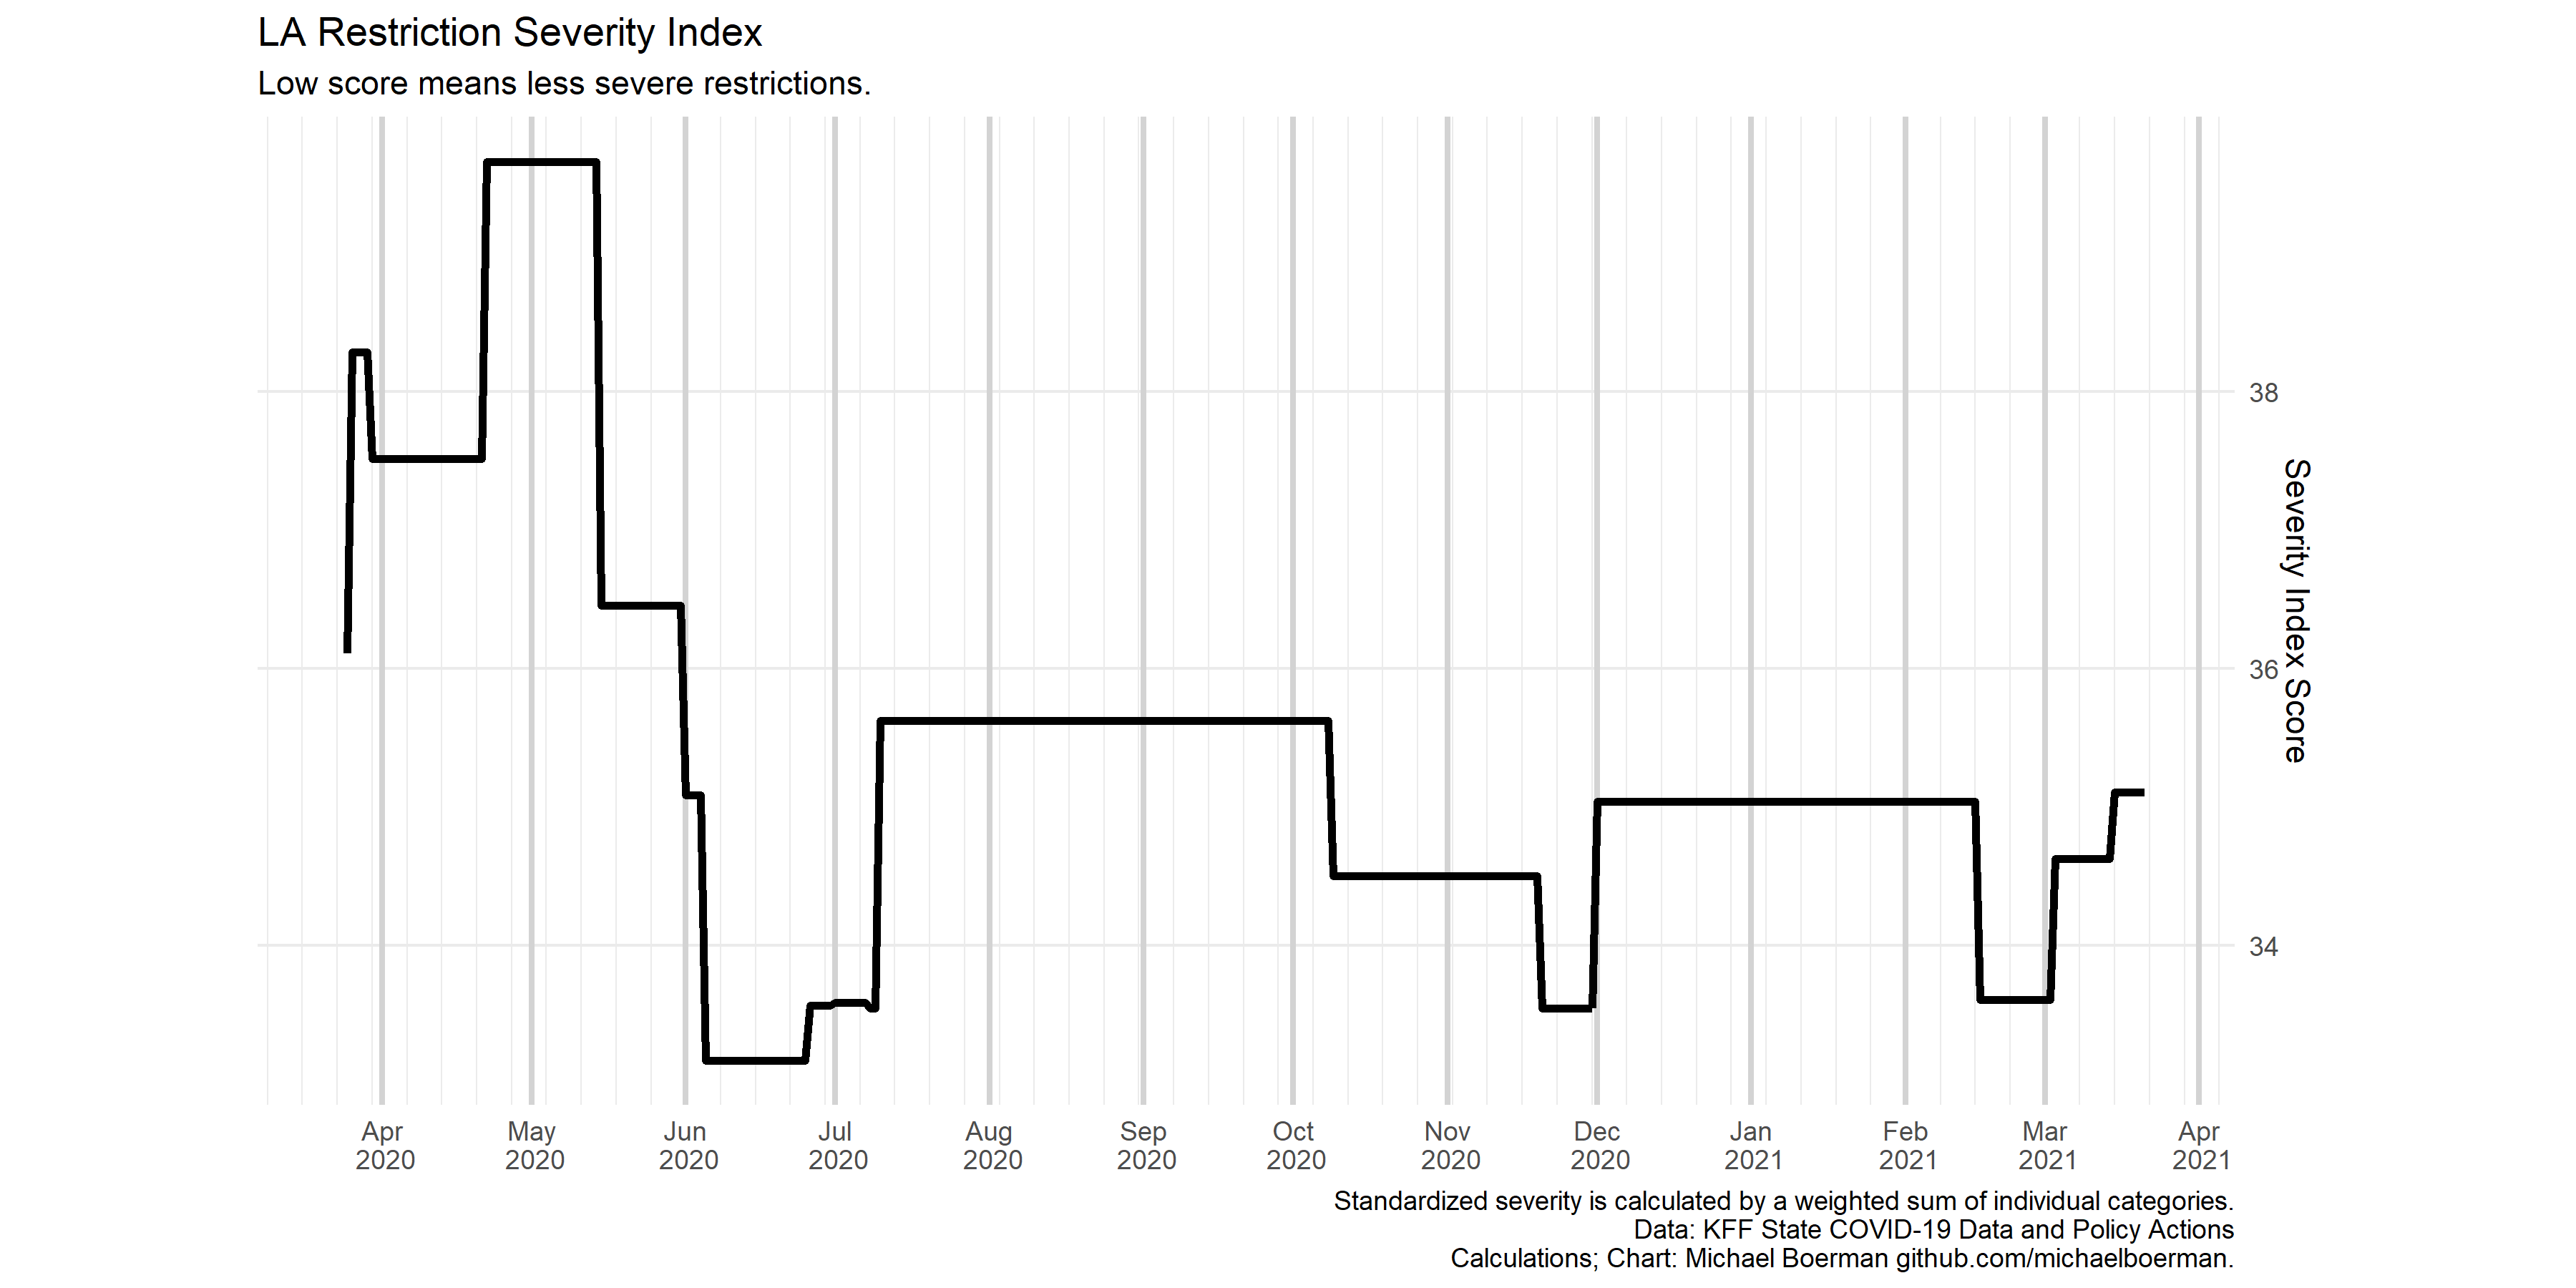 LA Restriction Severity Index
Low score means less severe restrictions.
38
36
34
Severity Index Score
Apr May Jun Jul Aug Sep Oct Nov Dec Jan Feb Mar Apr
2020 2020 2020 2020 2020 2020 2020 2020 2020 2021 2021 2021 2021
Standardized severity is calculated by a weighted sum of individual categories.
Data: KFF State COVID-19 Data and Policy Actions
Calculations; Chart: Michael Boerman github.com/michaelboerman.